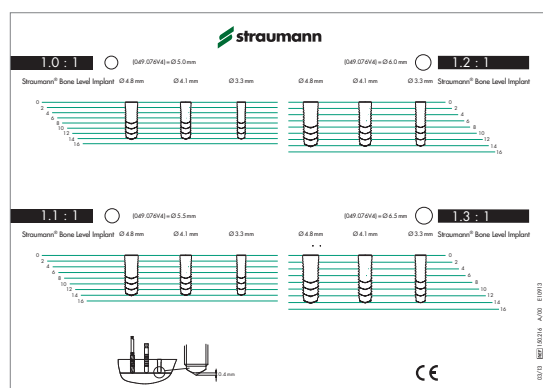 straumann
1.0 : 1 (049.076V4) = Ø 5.0 mm (049.076V4) = Ø 6.0 mm 1.2 : 1
Straumann® Bone Level Implant Ø 4.8 mm Ø 4.1 mm Ø 3.3 mm Ø 4.8 mm Ø 4.1 mm Ø 3.3 mm Straumann® Bone Level Implant
0 0
2 2
4 4
6 6
8 8
10 10
12 12
14 14
16 16
1.1 : 1 (049.076V4) = Ø 5.5 mm (049.076V4) = Ø 6.5 mm 1.3 : 1
Straumann® Bone Level Implant Ø 4.8 mm Ø 4.1 mm Ø 3.3 mm Ø 4.8 mm Ø 4.1 mm Ø 3.3 mm Straumann® Bone Level Implant
0 0
2 2
4 4
6 6
8 8
10 10
12 12
14 14
16 16
0.4 mm
CE
03/13 REF 150.216 A/00 E10913